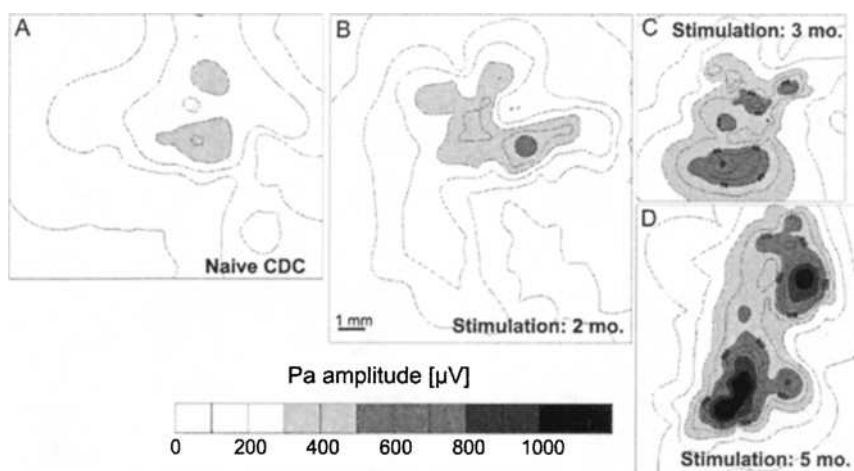 A
Naive CDC
B
1 mm
Stimulation: 2 mo.
C
Stimulation: 3 mo.
D
Stimulation: 5 mo.
Pa amplitude [µV]
0 200 400 600 800 1000